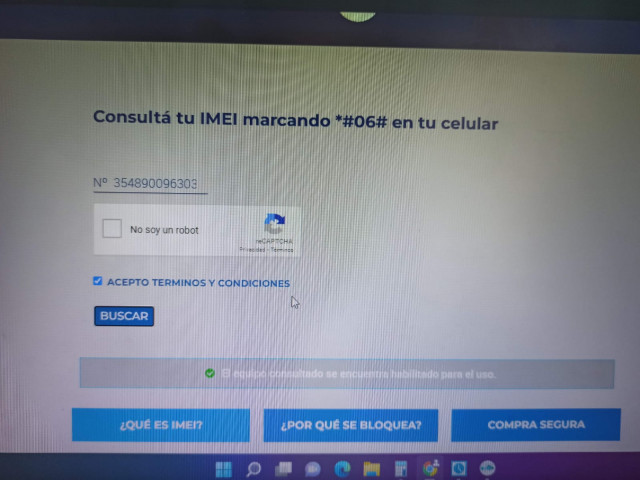 Consultá tu IMEI marcando *#06# en tu celular
Nº 354890096303
No soy un robot
reCAPTCHA
Privacidad - Términos
ACEPTO TERMINOS Y CONDICIONES
BUSCAR
El equipo consultado se encuentra habilitado para el uso.
¿QUÉ ES IMEI?
¿POR QUÉ SE BLOQUEA?
COMPRA SEGURA